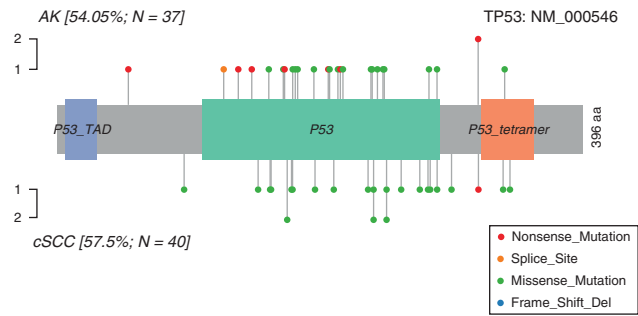 AK [54.05%; N = 37]
TP53: NM_000546
2
1
P53_TAD
P53
P53_tetramer
396 aa
1
2
cSCC [57.5%; N = 40]
Nonsense_Mutation
Splice_Site
Missense_Mutation
Frame_Shift_Del